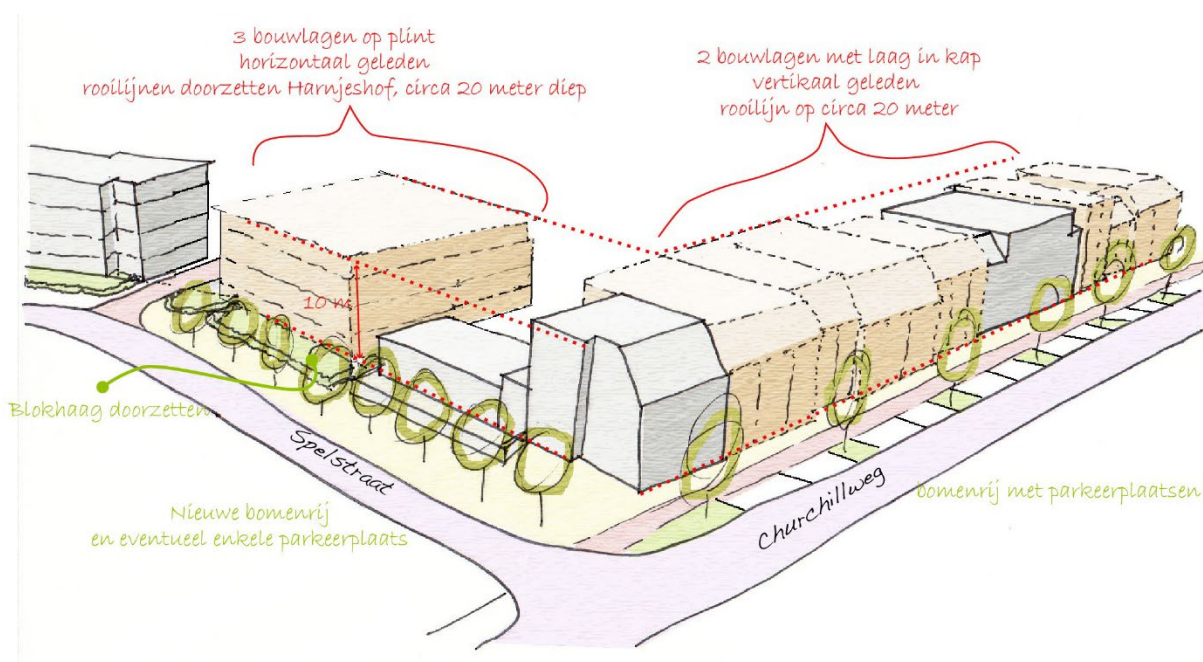 3 bouwlagen op plint
horizontaal geleden
rooilijnen doorzetten Harnjeshof, circa 20 meter diep
2 bouwlagen met laag in kap
vertikaal geleden
rooilijn op circa 20 meter
10 m
Blokhaag doorzetten
Spelstraat
Nieuwe bomenrij
en eventueel enkele parkeerplaats
Churchillweg
bomenrij met parkeerplaatsen